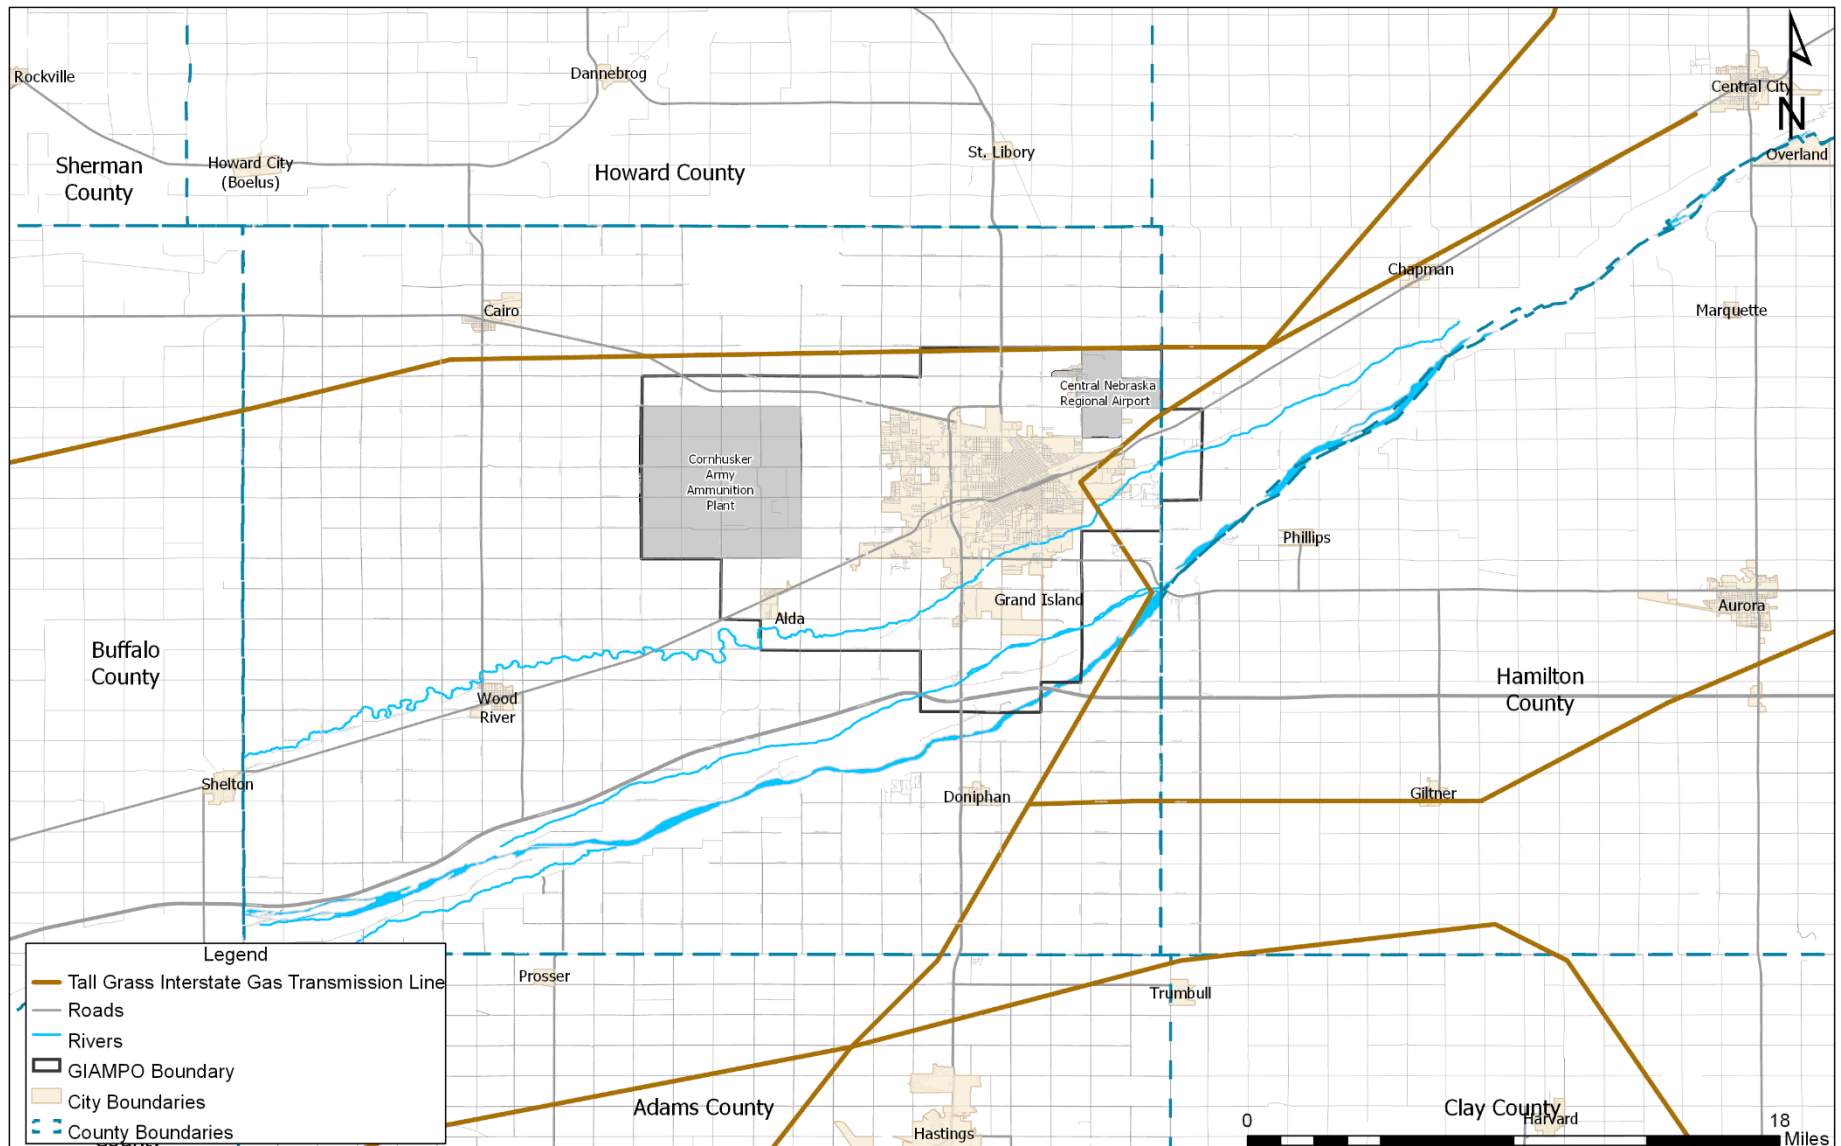 Rockville
Dannebrog
Central City
N
Sherman
County
Howard City
(Boelus)
Howard County
St. Libory
Overland
Cairo
Chapman
Marquette
Central Nebraska
Regional Airport
Cornhusker
Army
Ammunition
Plant
Phillips
Grand Island
Alda
Aurora
Buffalo
County
Wood
River
Hamilton
County
Shelton
Doniphan
Giltner
Legend
Tall Grass Interstate Gas Transmission Line
Roads
Rivers
GIAMPO Boundary
City Boundaries
County Boundaries
Prosser
Trumbull
Adams County
Hastings
Clay County
Harvard
0
18
Miles